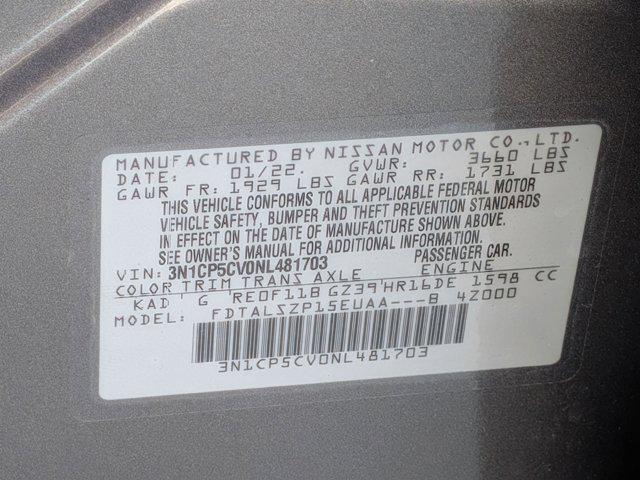 MANUFACTURED BY NISSAN MOTOR CO.,LTD.
DATE: 01/22. GVWR: 3660 LBS
GAWR FR: 1929 LBS GAWR RR: 1731 LBS
THIS VEHICLE CONFORMS TO ALL APPLICABLE FEDERAL MOTOR
VEHICLE SAFETY, BUMPER AND THEFT PREVENTION STANDARDS
IN EFFECT ON THE DATE OF MANUFACTURE SHOWN ABOVE.
SEE OWNER'S MANUAL FOR ADDITIONAL INFORMATION.
VIN: 3N1CP5CV0NL481703 PASSENGER CAR.
COLOR TRIM TRANS AXLE ENGINE
KAD G RE0F11B GZ39 HR16DE 1598 CC
MODEL: FDTALSZP15EUAA---B 4Z000
3N1CP5CV0NL481703